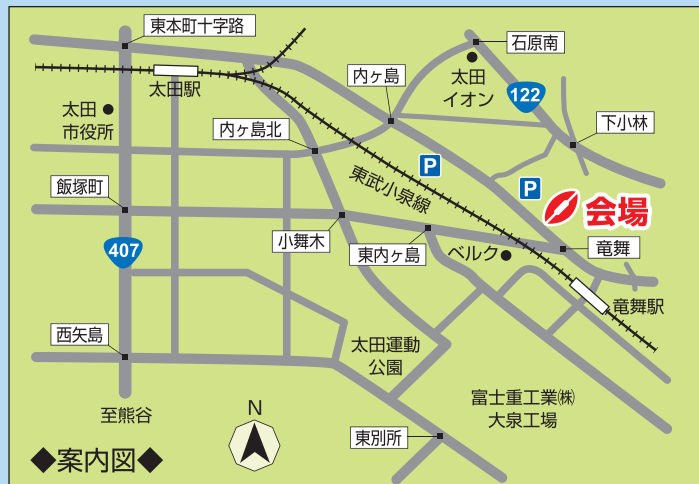 東本町十字路
石原南
太田駅
太田
イオン
内ヶ島
122
太田
市役所
下小林
内ヶ島北
P
東武小泉線
飯塚町
P
会場
小舞木
東内ヶ島
ベルク
竜舞
407
竜舞駅
西矢島
太田運動
公園
富士重工業㈱
大泉工場
至熊谷
N
東別所
◆案内図◆